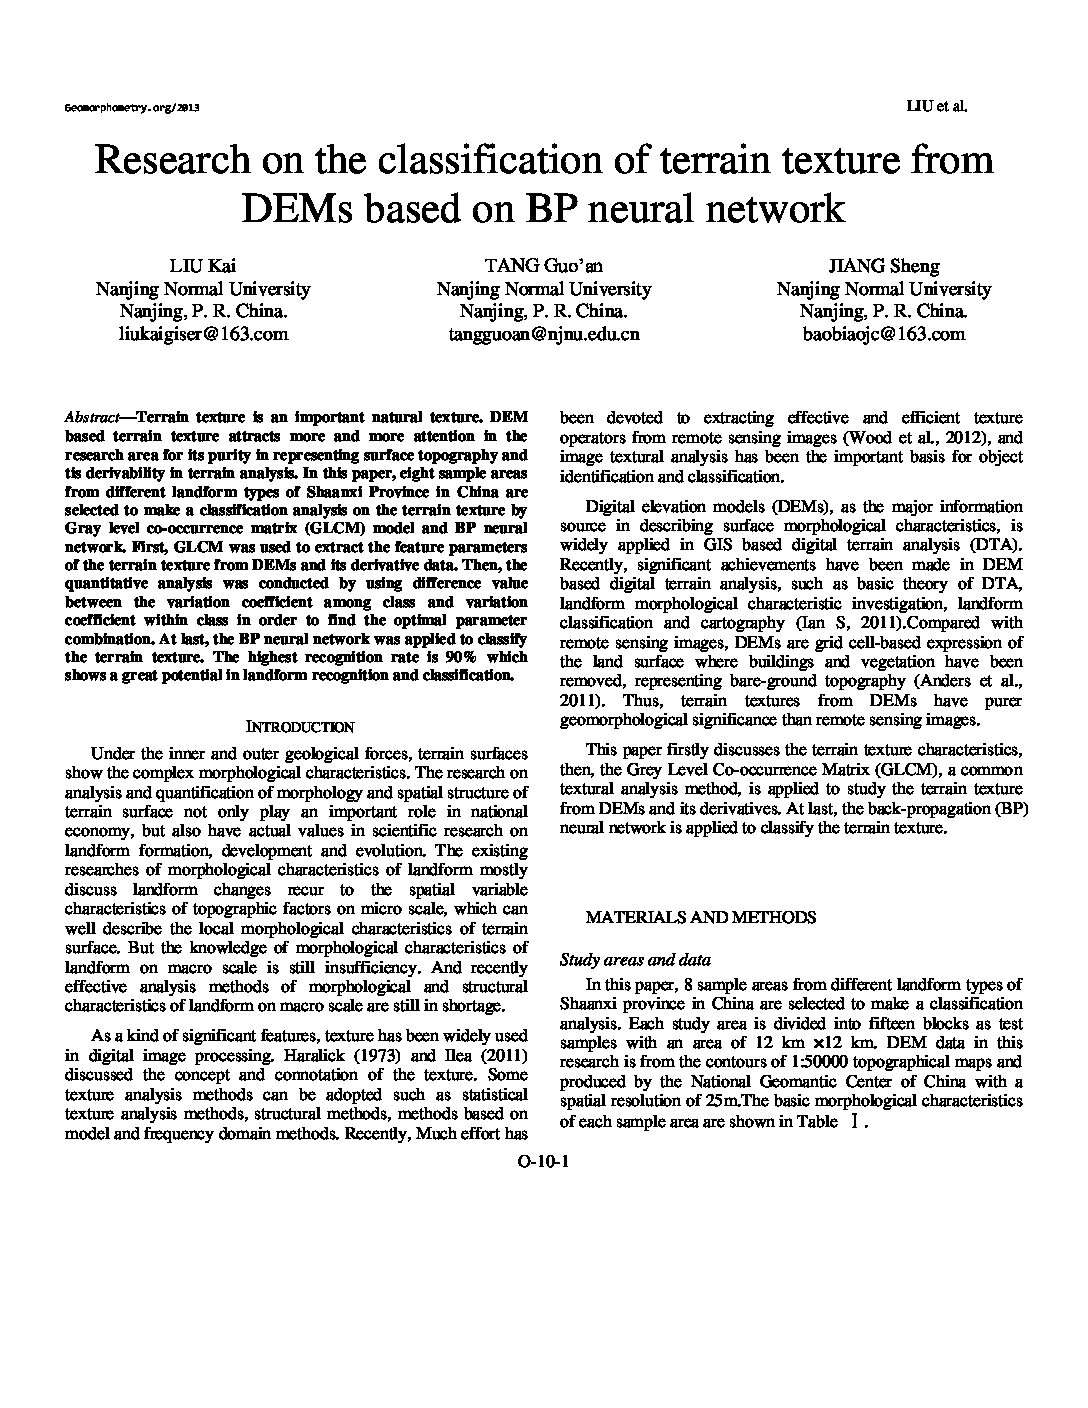 Geomorphometry.org/2013
LIU et al.
Research on the classification of terrain texture from
DEMs based on BP neural network
LIU Kai
Nanjing Normal University
Nanjing, P. R. China.
liukaigiser@163.com
TANG Guo’an
Nanjing Normal University
Nanjing, P. R. China.
tangguoan@njnu.edu.cn
JIANG Sheng
Nanjing Normal University
Nanjing, P. R. China.
baobiaojc@163.com
Abstract—Terrain texture is an important natural texture. DEM
based terrain texture attracts more and more attention in the
research area for its purity in representing surface topography and
tis derivability in terrain analysis. In this paper, eight sample areas
from different landform types of Shaanxi Province in China are
selected to make a classification analysis on the terrain texture by
Gray level co-occurrence matrix (GLCM) model and BP neural
network. First, GLCM was used to extract the feature parameters
of the terrain texture from DEMs and its derivative data. Then, the
quantitative analysis was conducted by using difference value
between the variation coefficient among class and variation
coefficient within class in order to find the optimal parameter
combination. At last, the BP neural network was applied to classify
the terrain texture. The highest recognition rate is 90% which
shows a great potential in landform recognition and classification.
INTRODUCTION
Under the inner and outer geological forces, terrain surfaces
show the complex morphological characteristics. The research on
analysis and quantification of morphology and spatial structure of
terrain surface not only play an important role in national
economy, but also have actual values in scientific research on
landform formation, development and evolution. The existing
researches of morphological characteristics of landform mostly
discuss landform changes recur to the spatial variable
characteristics of topographic factors on micro scale, which can
well describe the local morphological characteristics of terrain
surface. But the knowledge of morphological characteristics of
landform on macro scale is still insufficiency. And recently
effective analysis methods of morphological and structural
characteristics of landform on macro scale are still in shortage.
As a kind of significant features, texture has been widely used
in digital image processing. Haralick (1973) and Ilea (2011)
discussed the concept and connotation of the texture. Some
texture analysis methods can be adopted such as statistical
texture analysis methods, structural methods, methods based on
model and frequency domain methods. Recently, Much effort has
been devoted to extracting effective and efficient texture
operators from remote sensing images (Wood et al., 2012), and
image textural analysis has been the important basis for object
identification and classification.
Digital elevation models (DEMs), as the major information
source in describing surface morphological characteristics, is
widely applied in GIS based digital terrain analysis (DTA).
Recently, significant achievements have been made in DEM
based digital terrain analysis, such as basic theory of DTA,
landform morphological characteristic investigation, landform
classification and cartography (Ian S, 2011).Compared with
remote sensing images, DEMs are grid cell-based expression of
the land surface where buildings and vegetation have been
removed, representing bare-ground topography (Anders et al.,
2011). Thus, terrain textures from DEMs have purer
geomorphological significance than remote sensing images.
This paper firstly discusses the terrain texture characteristics,
then, the Grey Level Co-occurrence Matrix (GLCM), a common
textural analysis method, is applied to study the terrain texture
from DEMs and its derivatives. At last, the back-propagation (BP)
neural network is applied to classify the terrain texture.
MATERIALS AND METHODS
Study areas and data
In this paper, 8 sample areas from different landform types of
Shaanxi province in China are selected to make a classification
analysis. Each study area is divided into fifteen blocks as test
samples with an area of 12 km ×12 km. DEM data in this
research is from the contours of 1:50000 topographical maps and
produced by the National Geomantic Center of China with a
spatial resolution of 25m.The basic morphological characteristics
of each sample area are shown in Table Ⅰ.
O-10-1